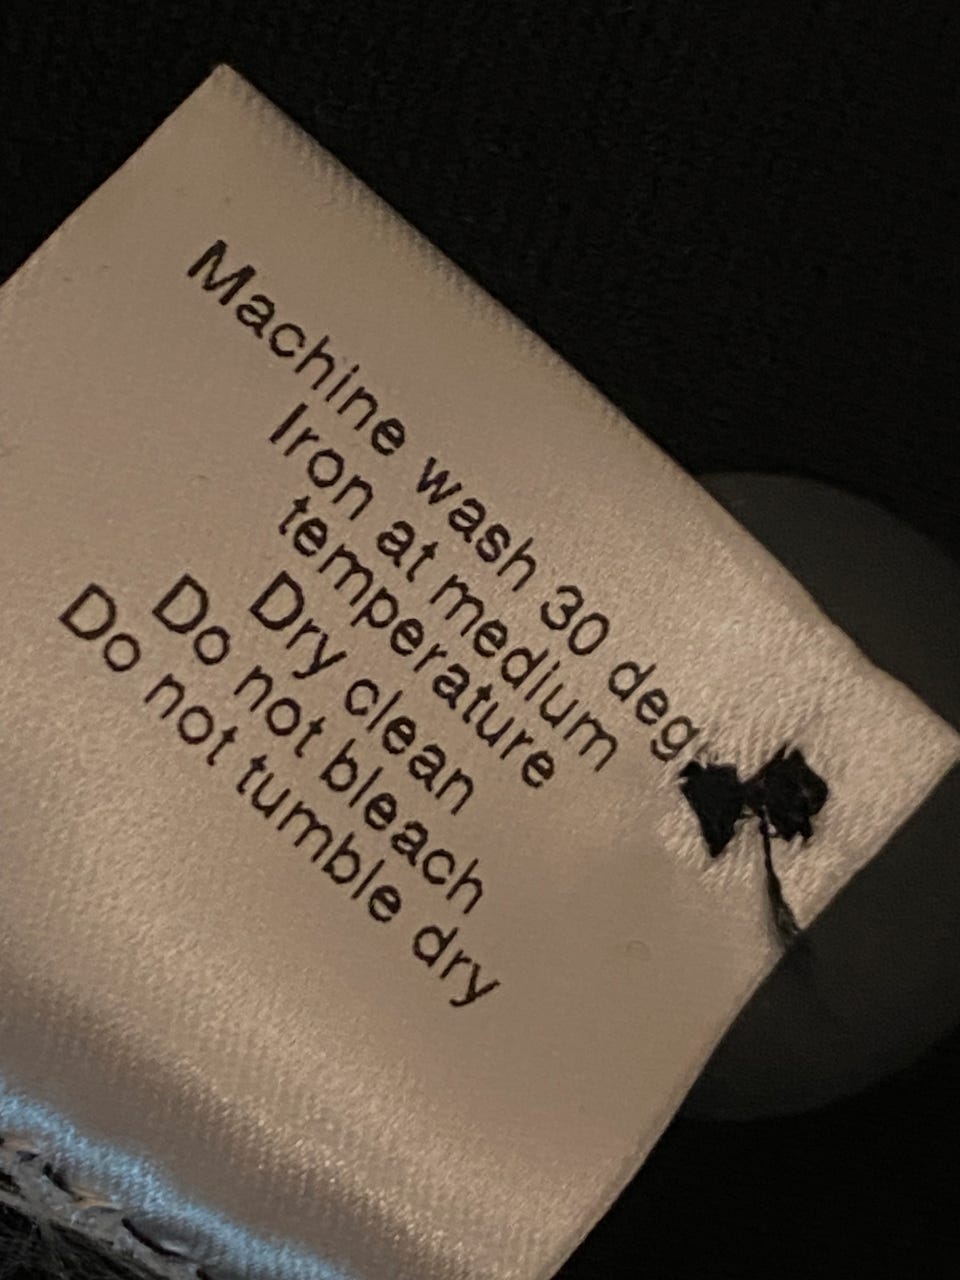 Machine wash 30 deg
Iron at medium
temperature
Dry clean
Do not bleach
Do not tumble dry